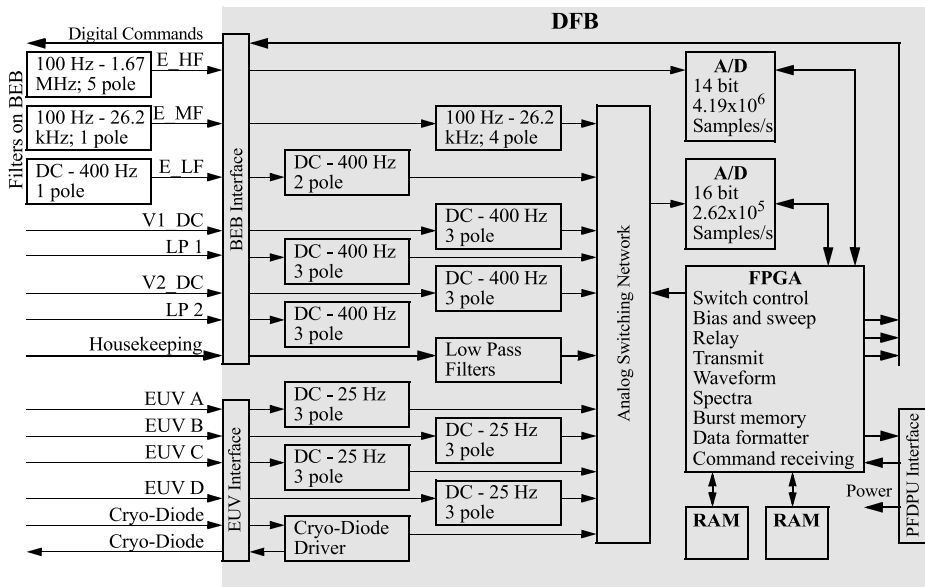 DFB
Filters on BEB
Digital Commands
100 Hz - 1.67
MHz; 5 pole
E_HF
100 Hz - 26.2
kHz; 1 pole
E_MF
DC - 400 Hz
1 pole
E_LF
V1_DC
LP 1
V2_DC
LP 2
Housekeeping
BEB Interface
100 Hz - 26.2
kHz; 4 pole
DC - 400 Hz
2 pole
DC - 400 Hz
3 pole
DC - 400 Hz
3 pole
DC - 400 Hz
3 pole
DC - 400 Hz
3 pole
Low Pass
Filters
EUV A
EUV B
EUV C
EUV D
Cryo-Diode
Cryo-Diode
EUV Interface
DC - 25 Hz
3 pole
DC - 25 Hz
3 pole
DC - 25 Hz
3 pole
DC - 25 Hz
3 pole
Cryo-Diode
Driver
Analog Switching Network
A/D
14 bit
4.19x10⁶
Samples/s
A/D
16 bit
2.62x10⁵
Samples/s
FPGA
Switch control
Bias and sweep
Relay
Transmit
Waveform
Spectra
Burst memory
Data formatter
Command receiving
RAM
RAM
Power
PFDPU Interface